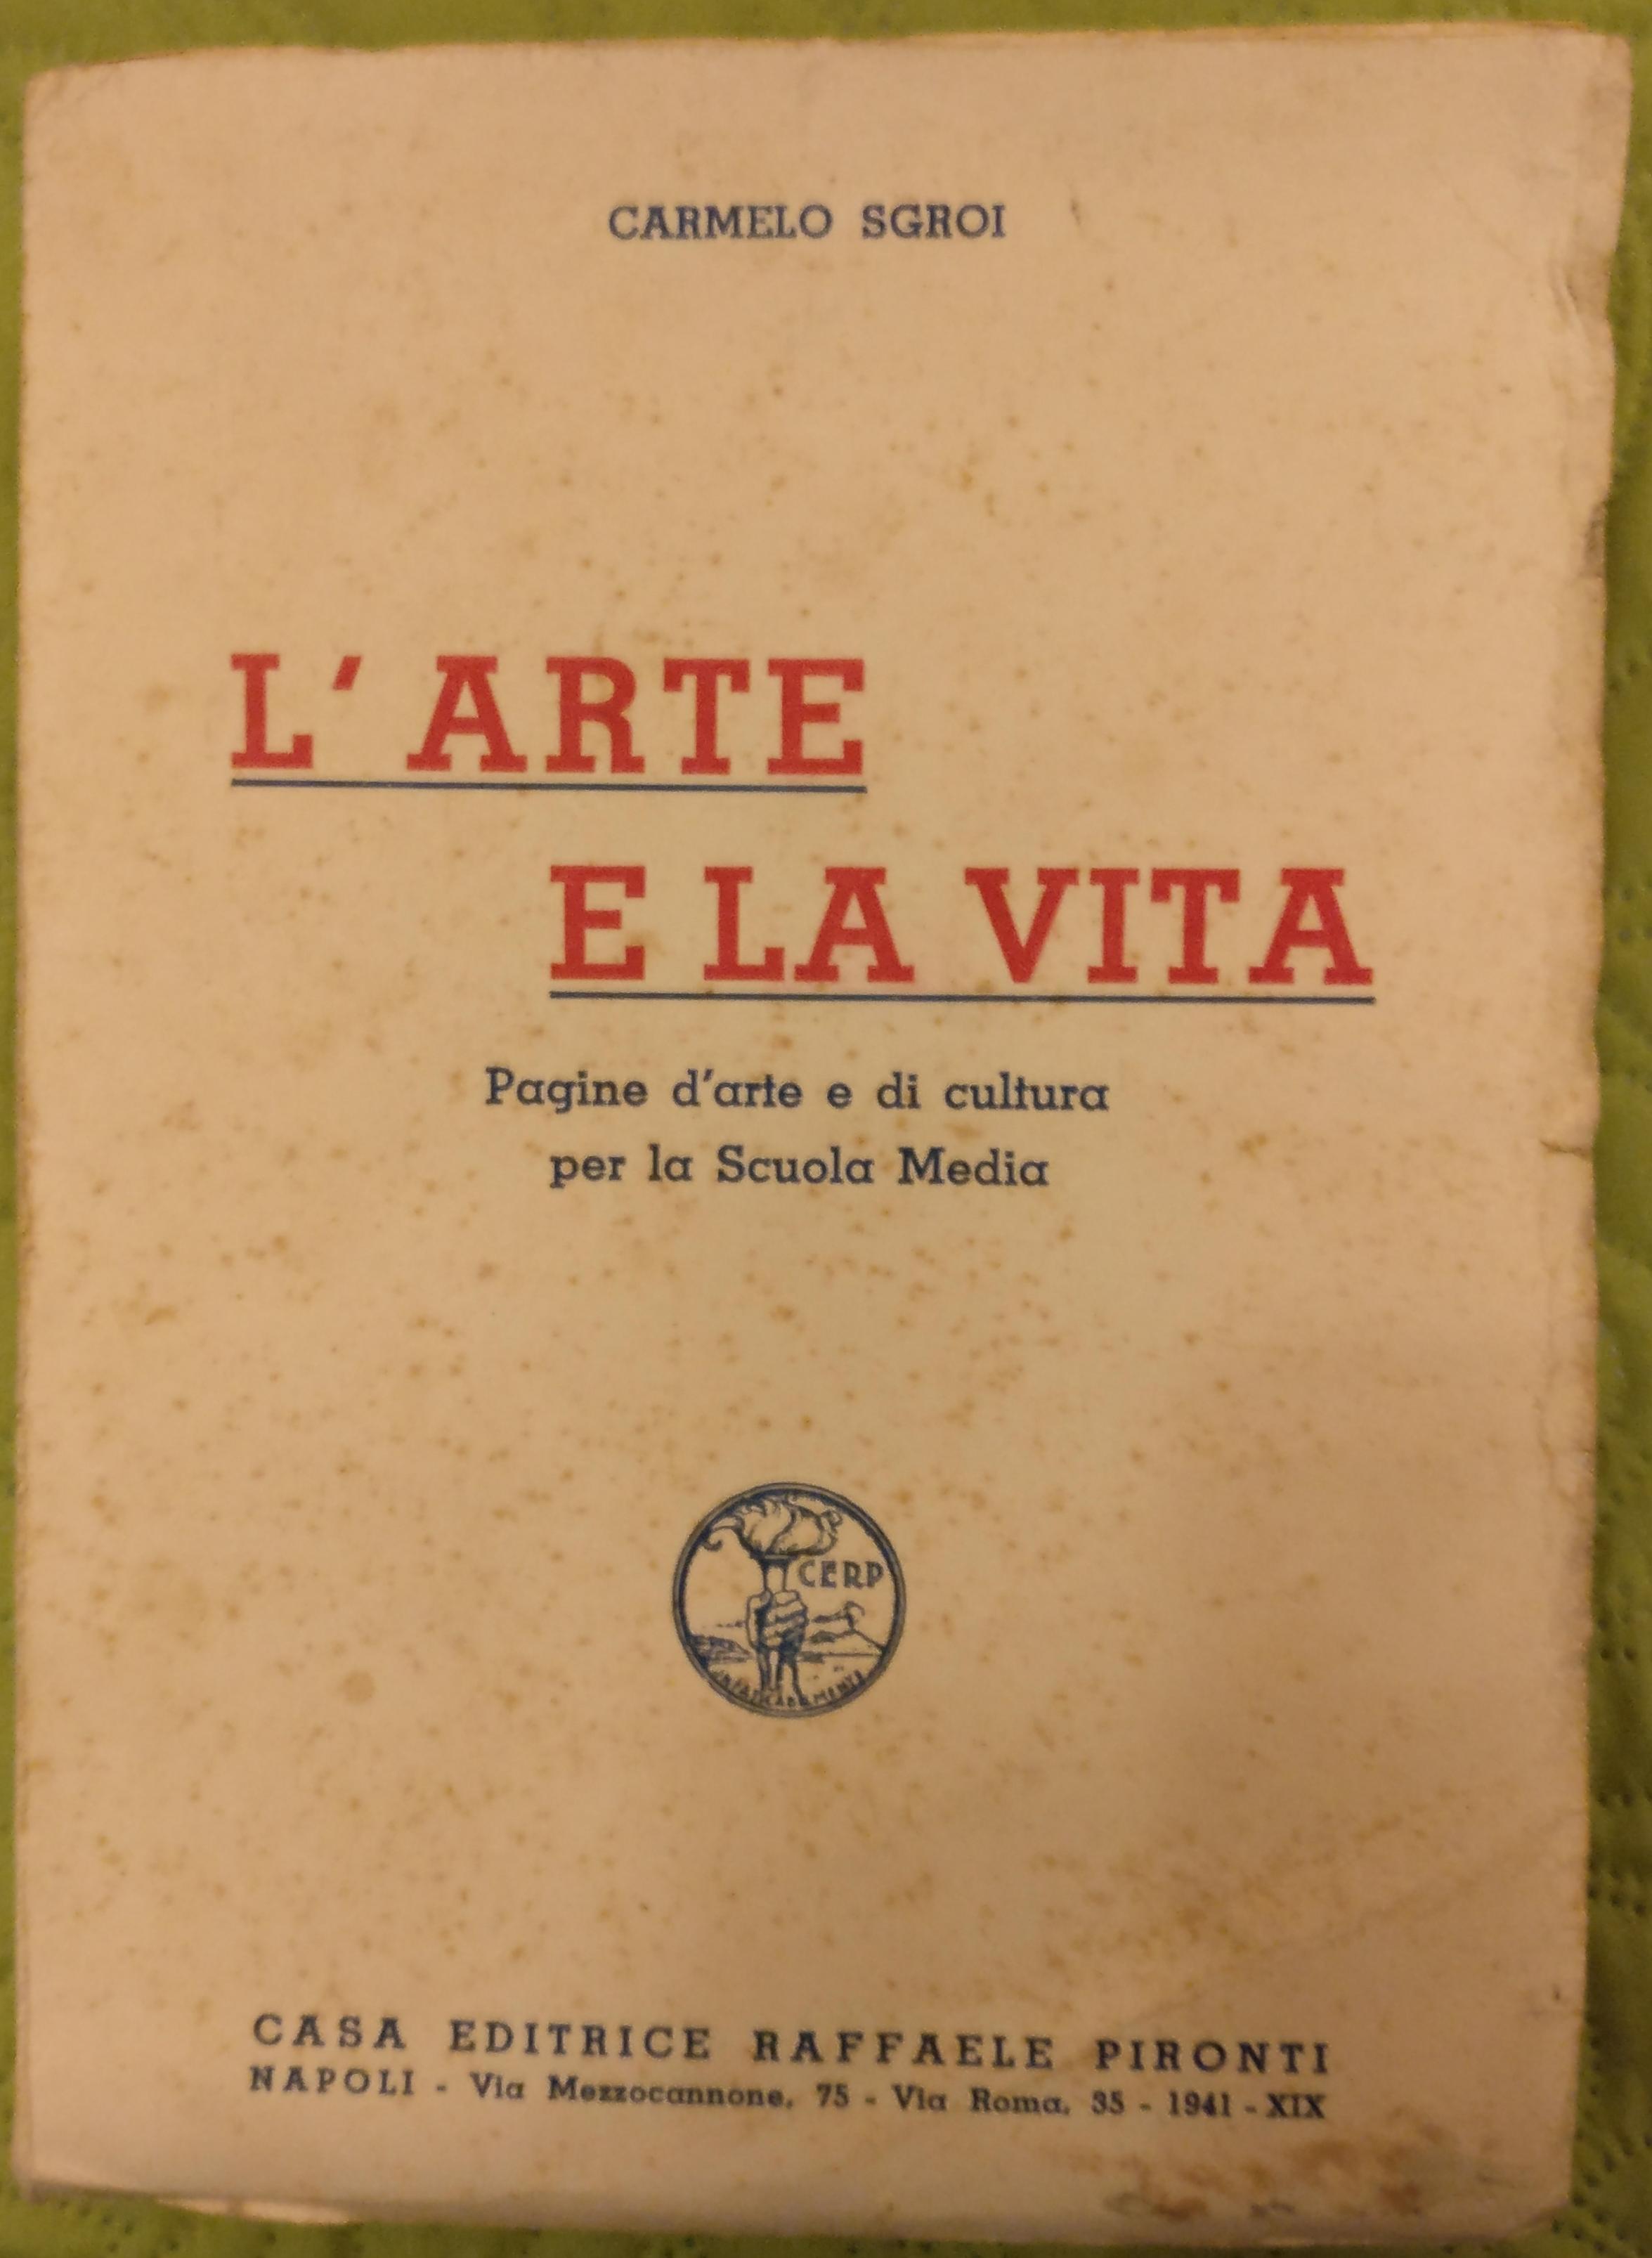 CARMELO SGROI
L'ARTE
E LA VITA
Pagine d'arte e di cultura
per la Scuola Media
CERP
CASA EDITRICE RAFFAELE PIRONTI
NAPOLI - Via Mezzocannone, 75 - Via Roma, 35 - 1941 - XIX